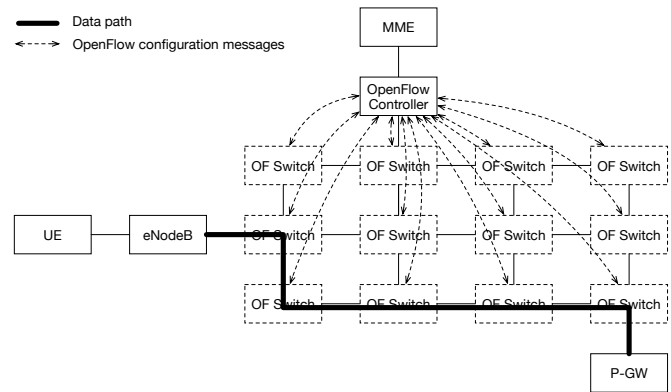 Data path
OpenFlow configuration messages
MME
OpenFlow
Controller
OF Switch
OF Switch
OF Switch
OF Switch
UE
eNodeB
OF Switch
OF Switch
OF Switch
OF Switch
OF Switch
OF Switch
OF Switch
OF Switch
P-GW